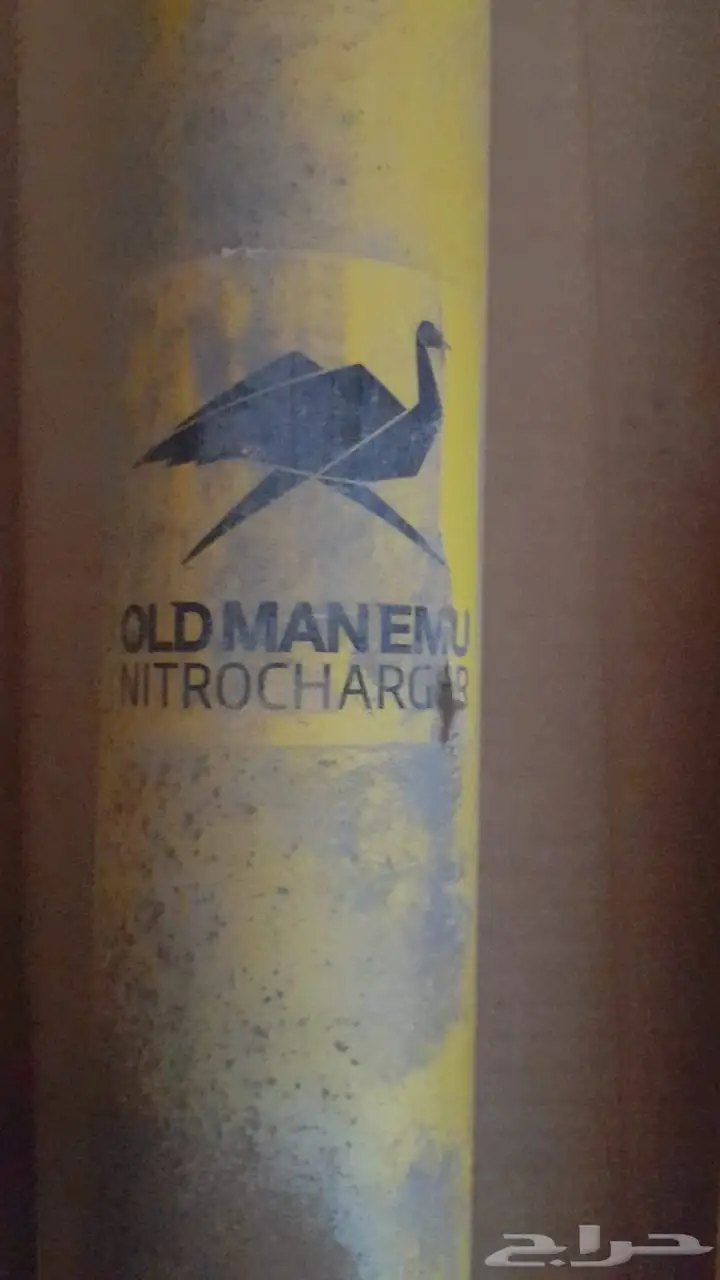 OLD MAN EMU
NITROCHARGER
حراج